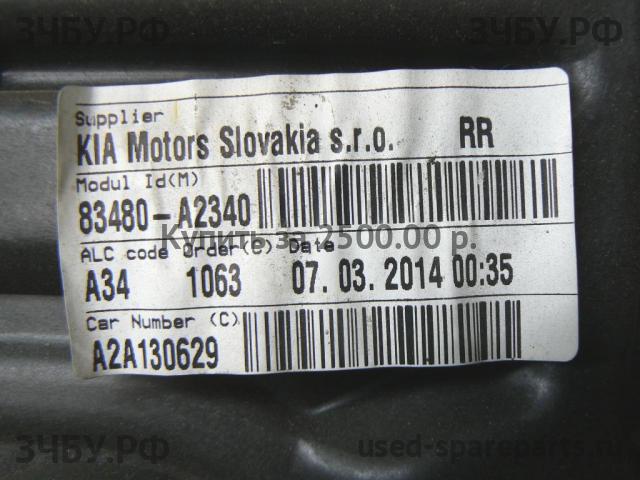 ЗЧБУ.РФ ЗЧБУ.РФ
Supplier
KIA Motors Slovakia s.r.o. RR
Modul Id(M)
83480-A2340
Купить за 2500.00 р.
ALC code Order(E) Date
A34 1063 07. 03. 2014 00:35
Car Number (C)
A2A130629
ЗЧБУ.РФ used-spareparts.ru